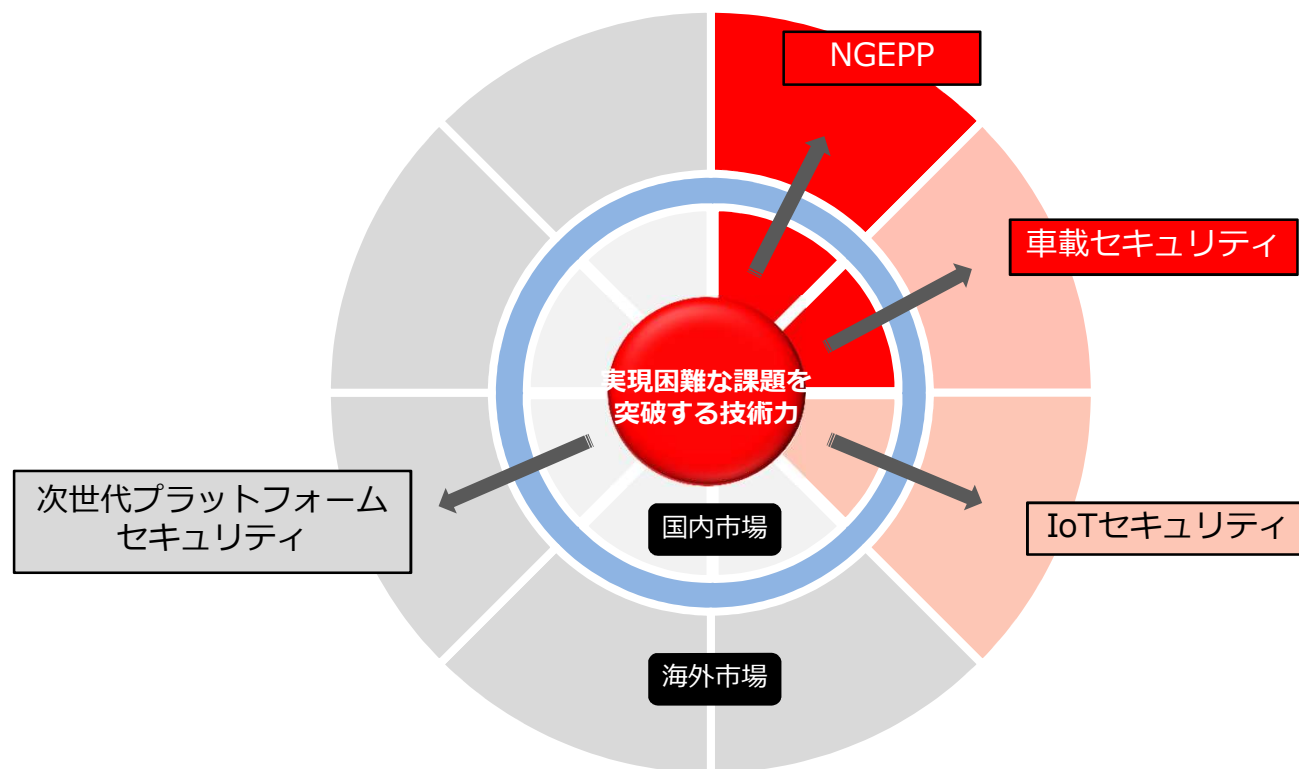 NGEPP
車載セキュリティ
実現困難な課題を
突破する技術力
次世代プラットフォーム
セキュリティ
国内市場
IoTセキュリティ
海外市場